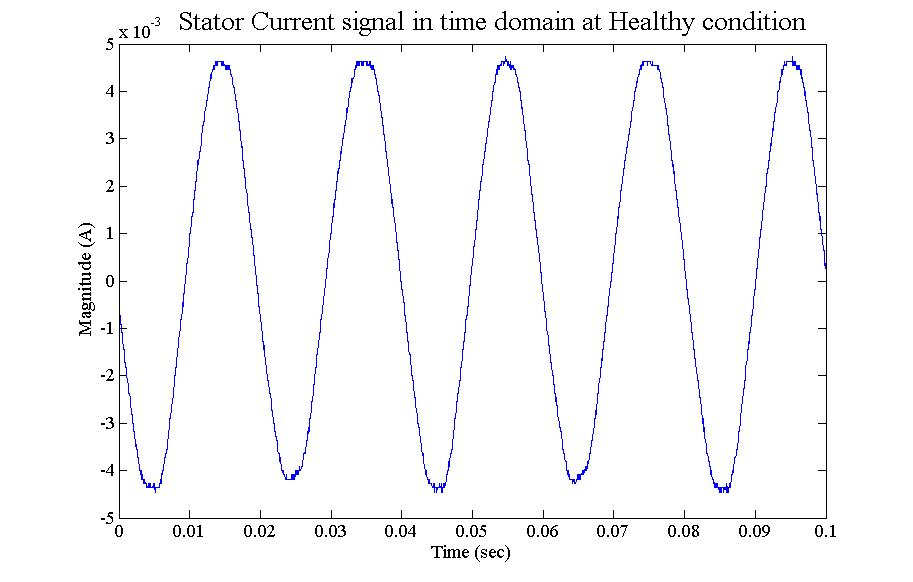 Stator Current signal in time domain at Healthy condition
x 10-3
5
4
3
2
1
0
-1
-2
-3
-4
-5
Magnitude (A)
0 0.01 0.02 0.03 0.04 0.05 0.06 0.07 0.08 0.09 0.1
Time (sec)